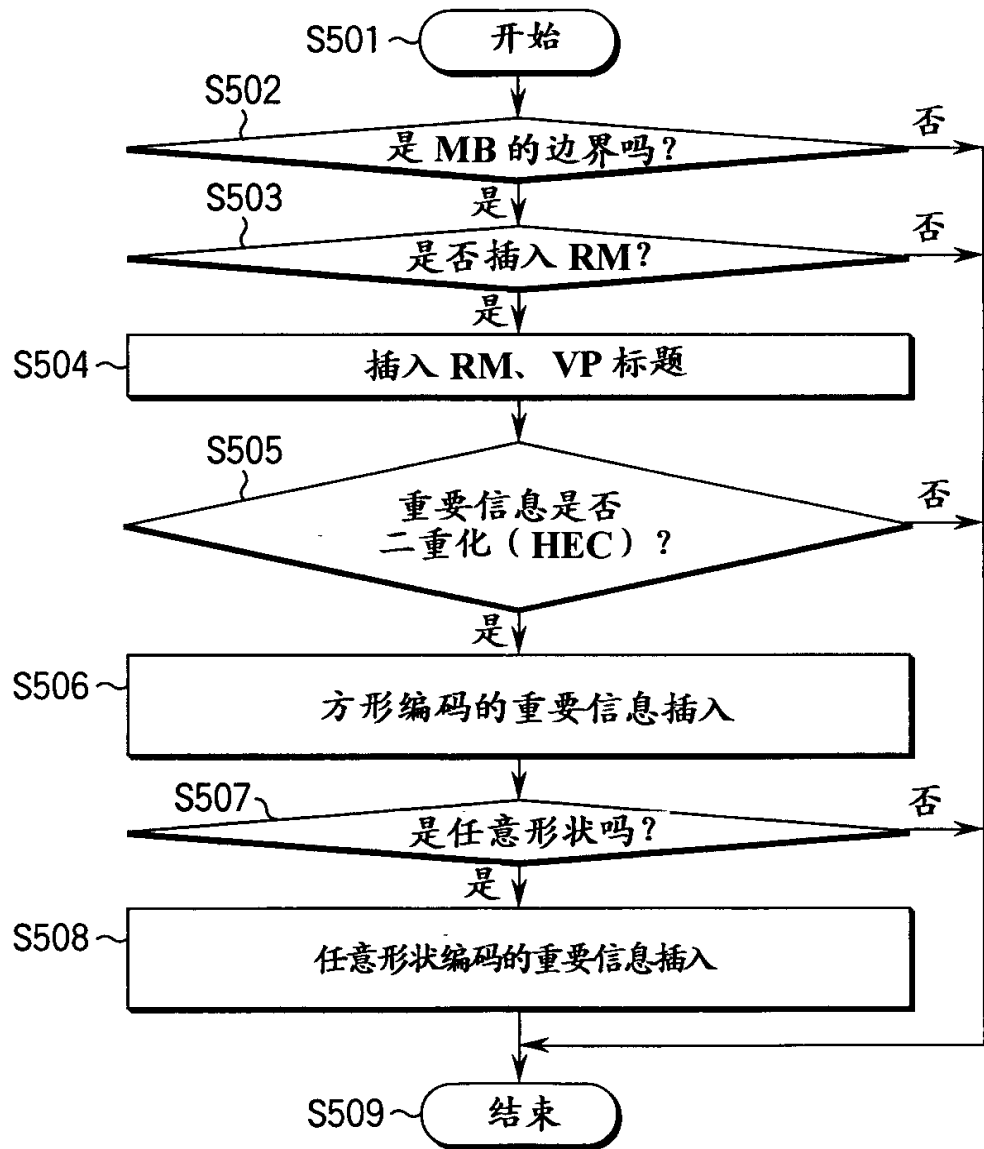 S501
开始
S502
是 MB 的边界吗？
否
是
S503
是否插入 RM？
否
是
S504
插入 RM、VP 标题
S505
重要信息是否
二重化（HEC）？
否
是
S506
方形编码的重要信息插入
S507
是任意形状吗？
否
是
S508
任意形状编码的重要信息插入
S509
结束